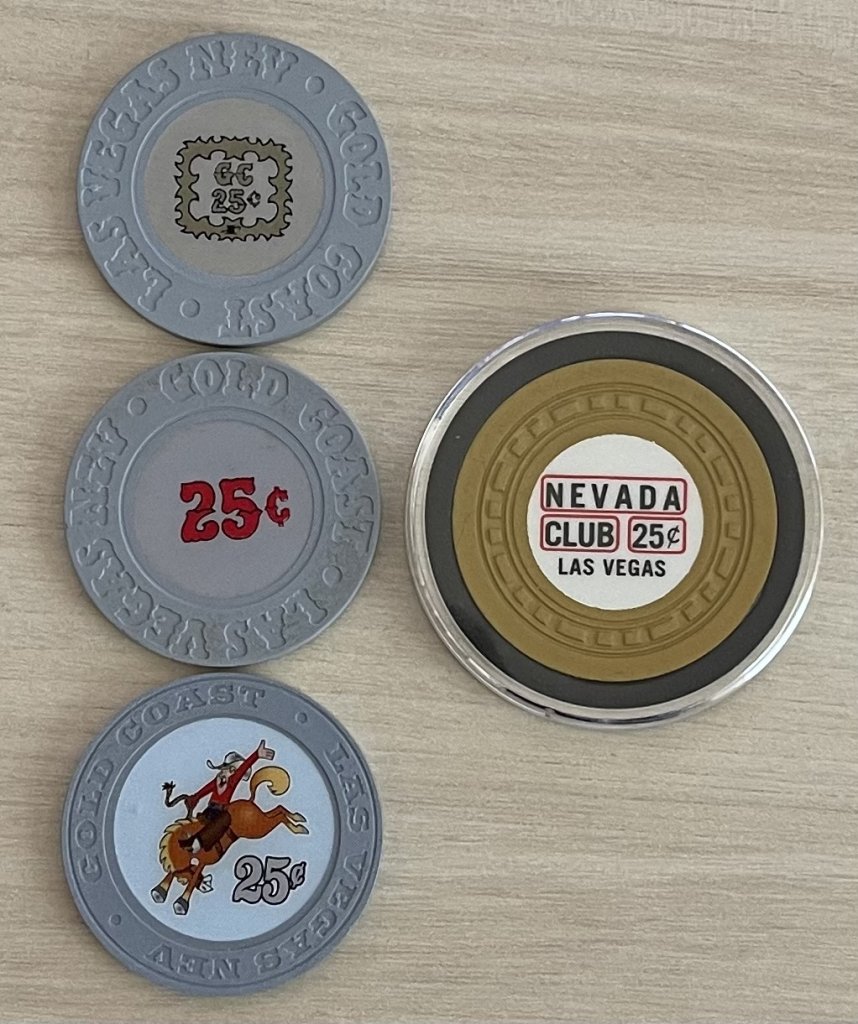 GOLD COAST • LAS VEGAS NEV •
GC
25¢
GOLD COAST • LAS VEGAS NEV •
25¢
GOLD COAST • LAS VEGAS NEV •
25¢
NEVADA
CLUB 25¢
LAS VEGAS